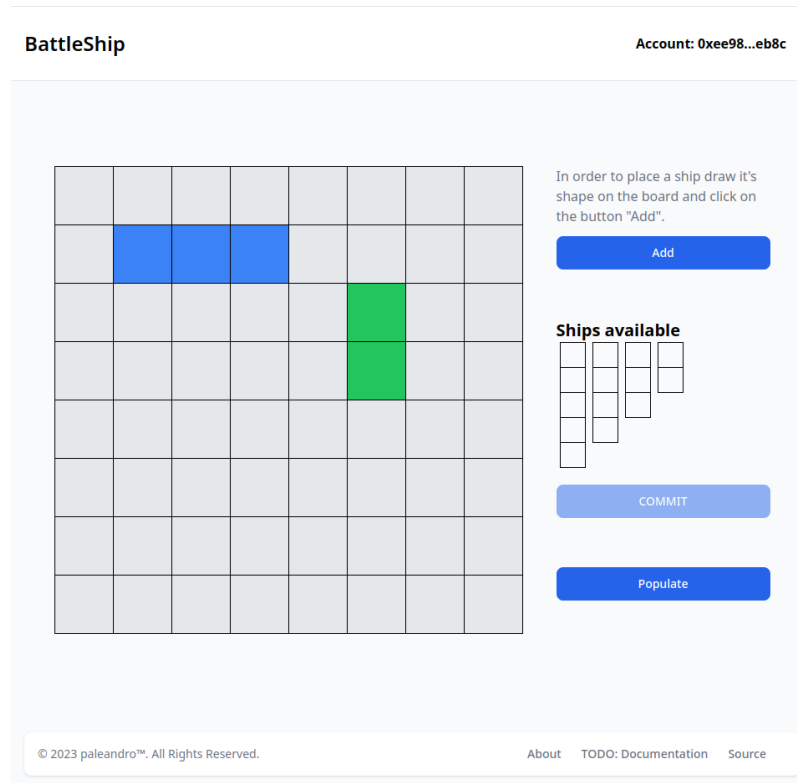 BattleShip
Account: 0xee98...eb8c
In order to place a ship draw it's
shape on the board and click on
the button "Add".
Add
Ships available
COMMIT
Populate
© 2023 paleandro™. All Rights Reserved.
About
TODO: Documentation
Source